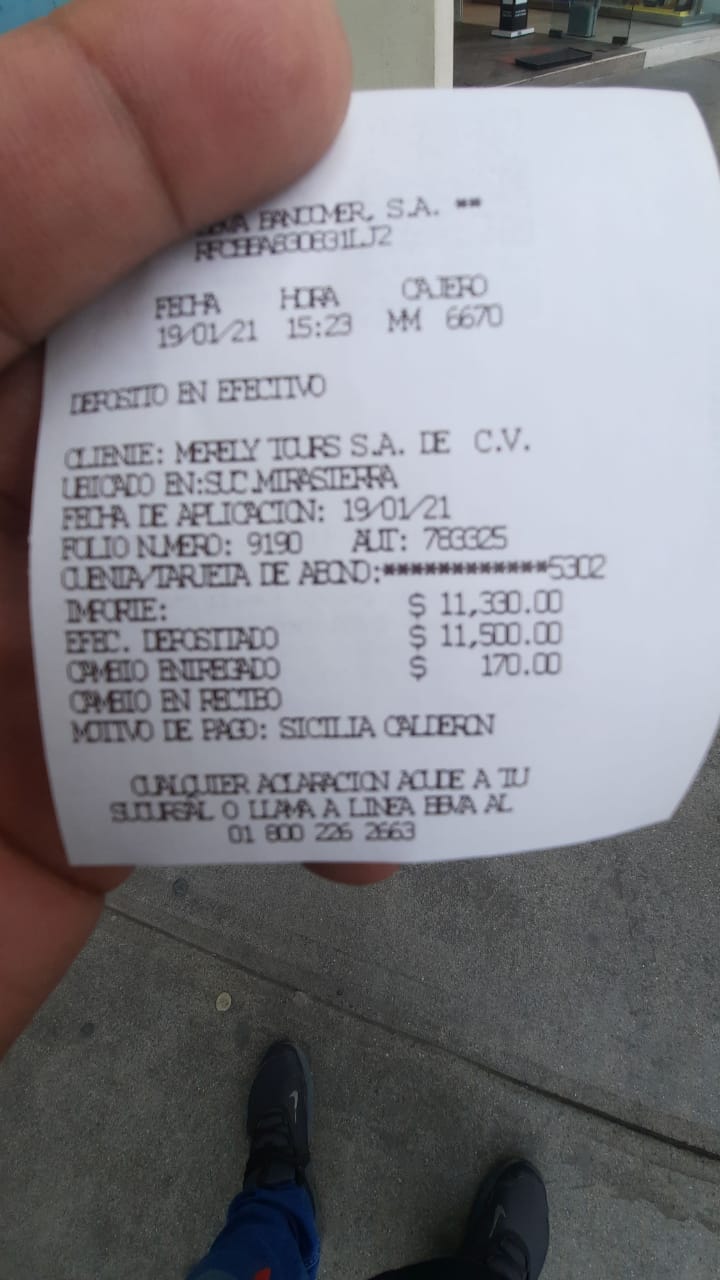 BANCOMER, S.A. **
RFC:BBA830831LJ2
FECHA HORA CAJERO
19/01/21 15:23 MM 6670
DEPOSITO EN EFECTIVO
CLIENTE: MERELY TOURS S.A. DE C.V.
UBICADO EN:SUC.MIRASIERRA
FECHA DE APLICACION: 19/01/21
FOLIO NUMERO: 9190 AUT: 783325
CUENTA/TARJETA DE ABONO:************5302
IMPORTE: $ 11,330.00
EFEC. DEPOSITADO $ 11,500.00
CAMBIO ENTREGADO $ 170.00
CAMBIO EN RECIBO
MOTIVO DE PAGO: SICILIA CALDERON
CUALQUIER ACLARACION ACUDE A TU
SUCURSAL O LLAMA A LINEA BBVA AL
01 800 226 2663